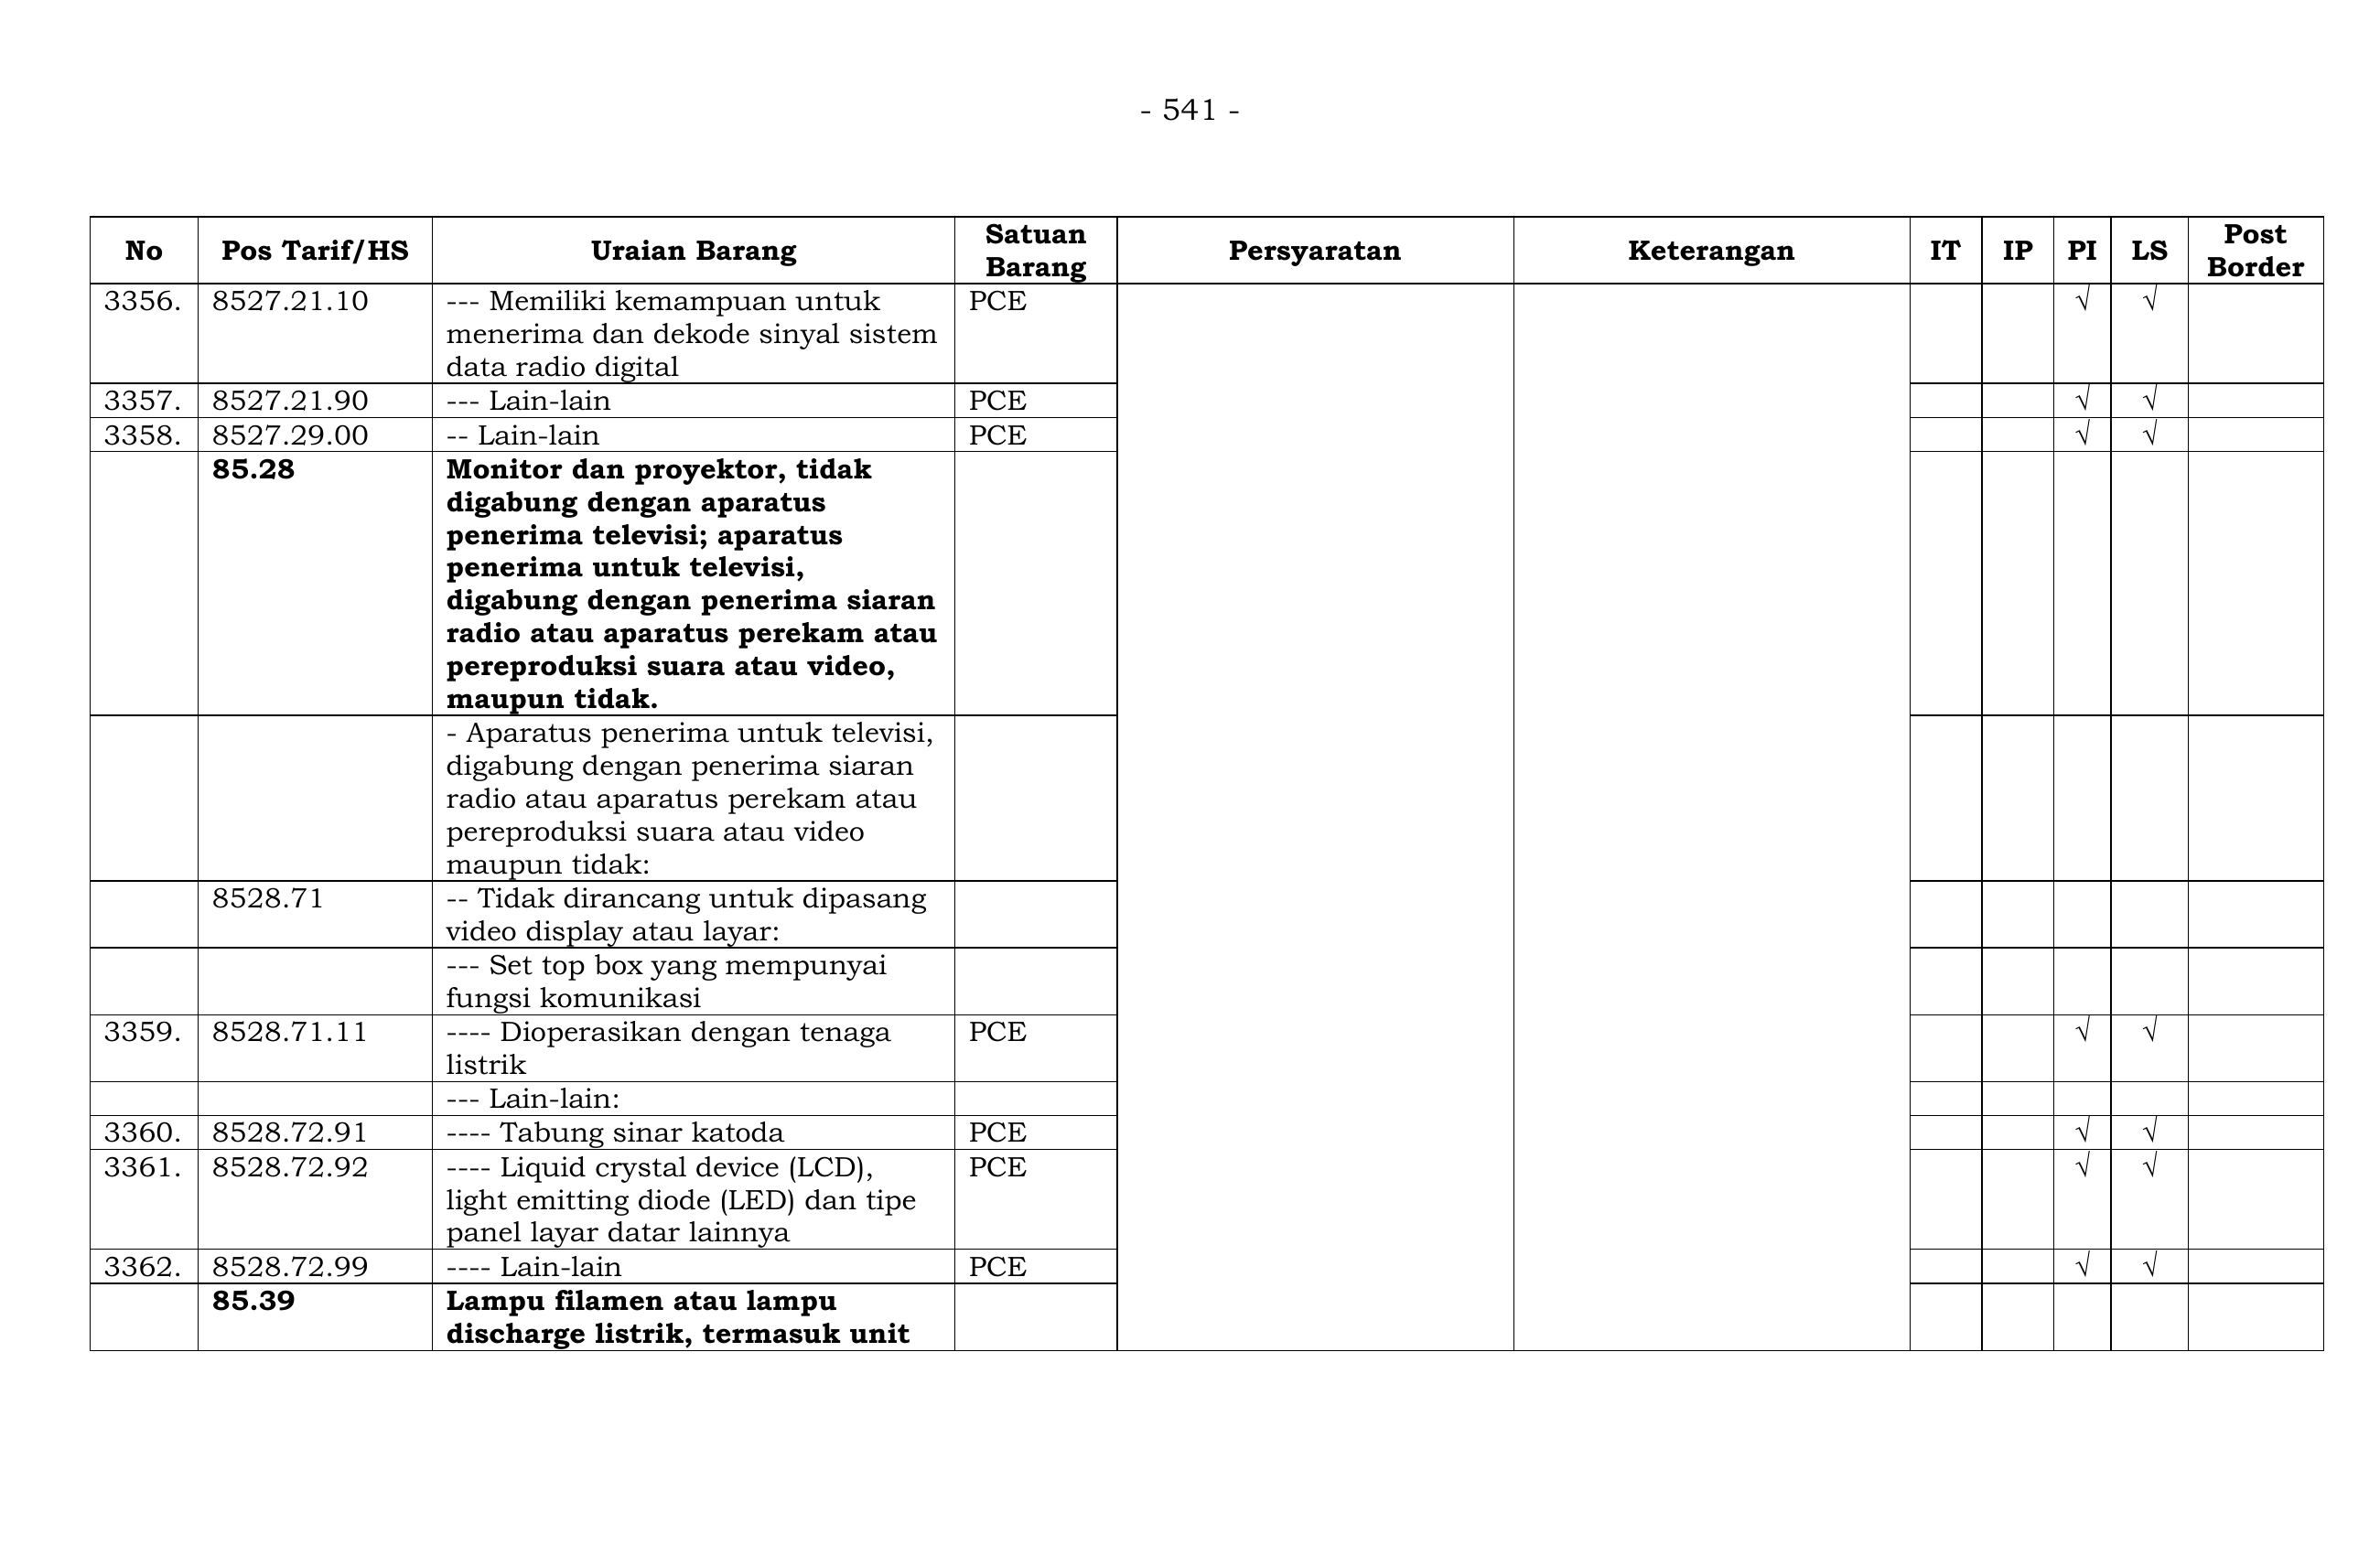 - 541 -
No Pos Tarif/HS Uraian Barang Satuan Barang Persyaratan Keterangan IT IP PI LS Post Border
3356. 8527.21.10 --- Memiliki kemampuan untuk PCE √ √
menerima dan dekode sinyal sistem
data radio digital
3357. 8527.21.90 --- Lain-lain PCE √ √
3358. 8527.29.00 -- Lain-lain PCE √ √
85.28 Monitor dan proyektor, tidak
digabung dengan aparatus
penerima televisi; aparatus
penerima untuk televisi,
digabung dengan penerima siaran
radio atau aparatus perekam atau
pereproduksi suara atau video,
maupun tidak.
- Aparatus penerima untuk televisi,
digabung dengan penerima siaran
radio atau aparatus perekam atau
pereproduksi suara atau video
maupun tidak:
8528.71 -- Tidak dirancang untuk dipasang
video display atau layar:
--- Set top box yang mempunyai
fungsi komunikasi
3359. 8528.71.11 ---- Dioperasikan dengan tenaga PCE √ √
listrik
--- Lain-lain:
3360. 8528.72.91 ---- Tabung sinar katoda PCE √ √
3361. 8528.72.92 ---- Liquid crystal device (LCD), PCE √ √
light emitting diode (LED) dan tipe
panel layar datar lainnya
3362. 8528.72.99 ---- Lain-lain PCE √ √
85.39 Lampu filamen atau lampu
discharge listrik, termasuk unit